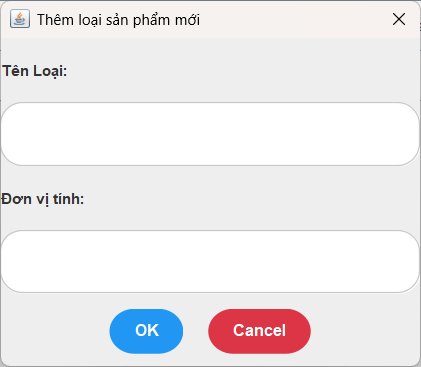 Thêm loại sản phẩm mới
Tên Loại:
Đơn vị tính:
OK Cancel